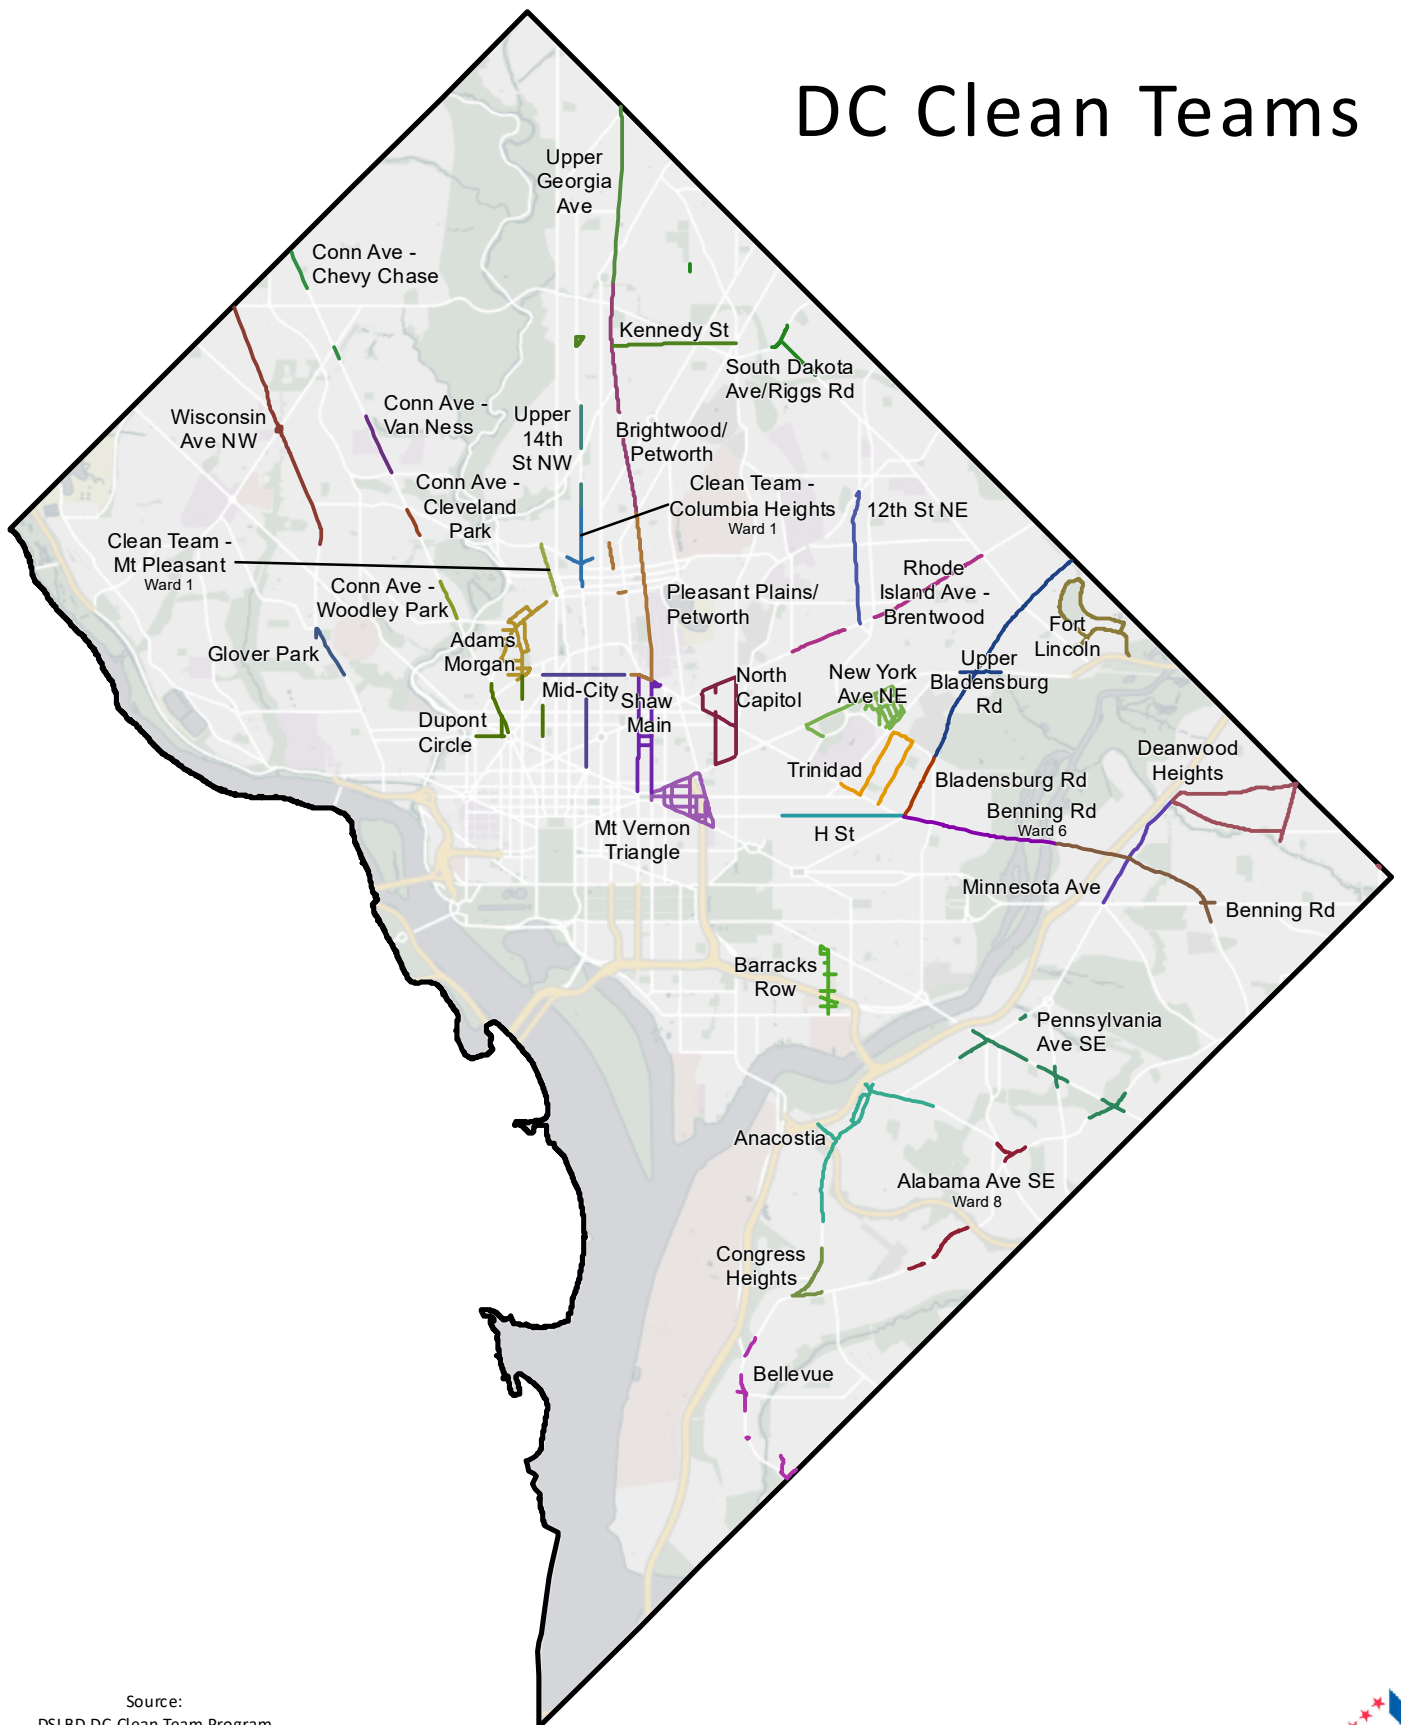 DC Clean Teams
Upper
Georgia
Ave
Conn Ave -
Chevy Chase
Kennedy St
South Dakota
Ave/Riggs Rd
Wisconsin
Ave NW
Conn Ave -
Van Ness
Upper
14th
St NW
Brightwood/
Petworth
Conn Ave -
Cleveland
Park
Clean Team -
Columbia Heights
Ward 1
12th St NE
Clean Team -
Mt Pleasant
Ward 1
Conn Ave -
Woodley Park
Pleasant Plains/
Petworth
Rhode
Island Ave -
Brentwood
Fort
Lincoln
Glover Park
Adams
Morgan
Mid-City
Shaw
Main
North
Capitol
New York
Ave NE
Upper
Bladensburg
Rd
Dupont
Circle
Trinidad
Bladensburg Rd
Deanwood
Heights
Benning Rd
Ward 6
Mt Vernon
Triangle
H St
Minnesota Ave
Benning Rd
Barracks
Row
Pennsylvania
Ave SE
Anacostia
Alabama Ave SE
Ward 8
Congress
Heights
Bellevue
Source:
DSLBD DC Clean Team Program